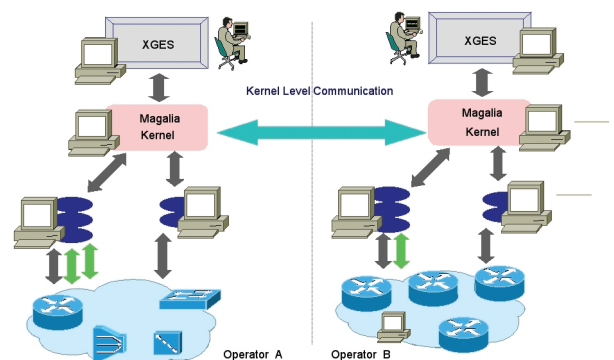 XGES
XGES
Kernel Level Communication
Magalia
Kernel
Magalia
Kernel
Operator A
Operator B